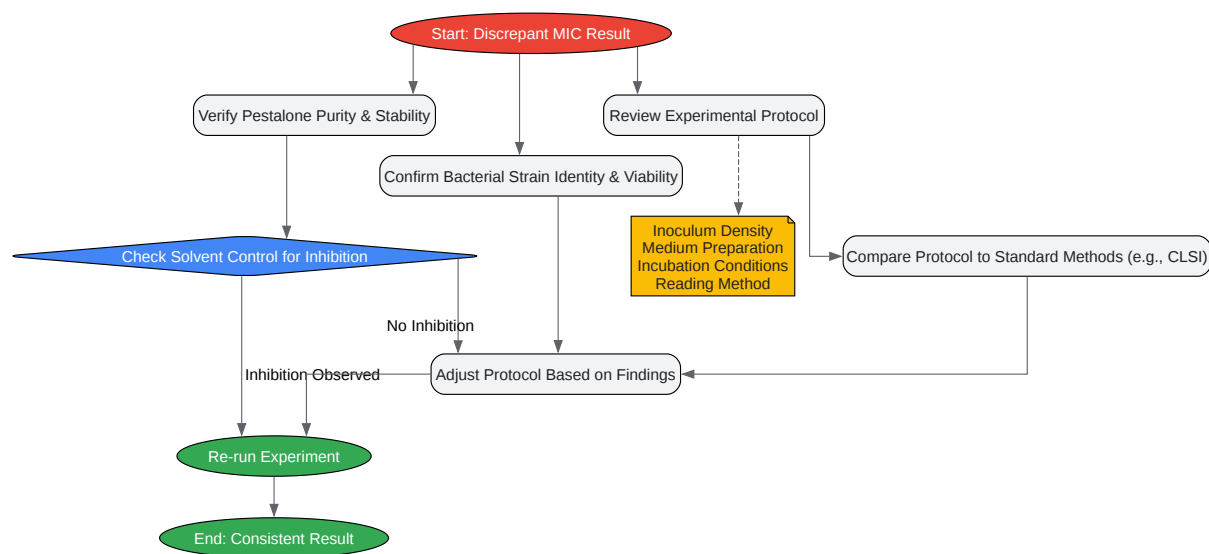 Start: Discrepant MIC Result
Verify Pestalone Purity & Stability
Review Experimental Protocol
Confirm Bacterial Strain Identity & Viability
Inoculum Density
Medium Preparation
Incubation Conditions
Reading Method
Check Solvent Control for Inhibition
Compare Protocol to Standard Methods (e.g., CLSI)
No Inhibition
Inhibition Observed
Adjust Protocol Based on Findings
Re-run Experiment
End: Consistent Result